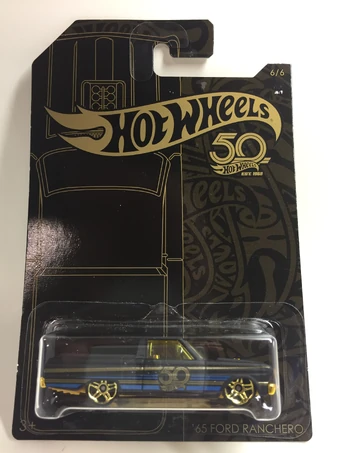 6/6
HOT WHEELS
50
HOT WHEELS
EST. 1968
50
3+
'65 FORD RANCHERO